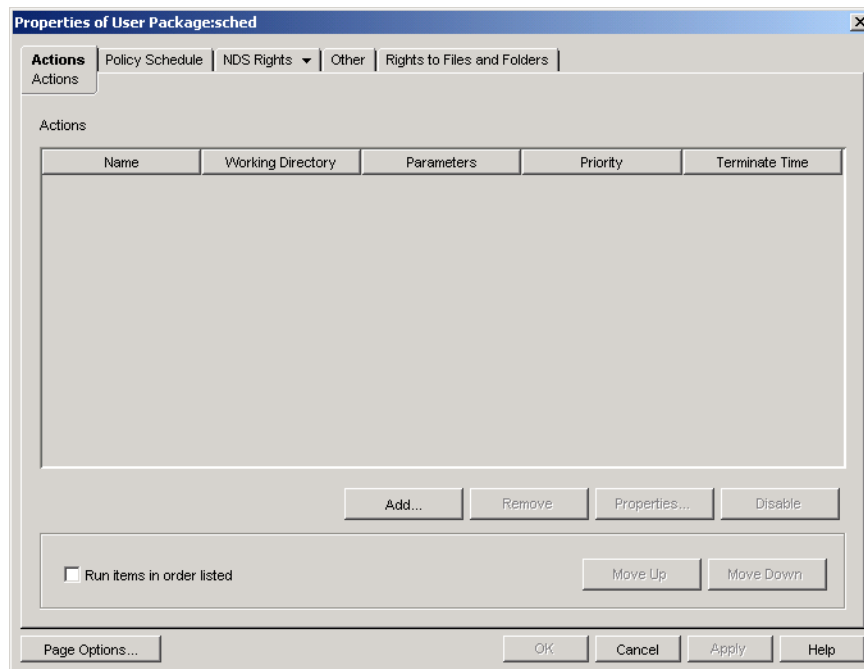 Properties of User Package:sched
Actions Policy Schedule NDS Rights Other Rights to Files and Folders
Actions
Actions
Name Working Directory Parameters Priority Terminate Time
Add... Remove Properties... Disable
Run items in order listed Move Up Move Down
Page Options... OK Cancel Apply Help